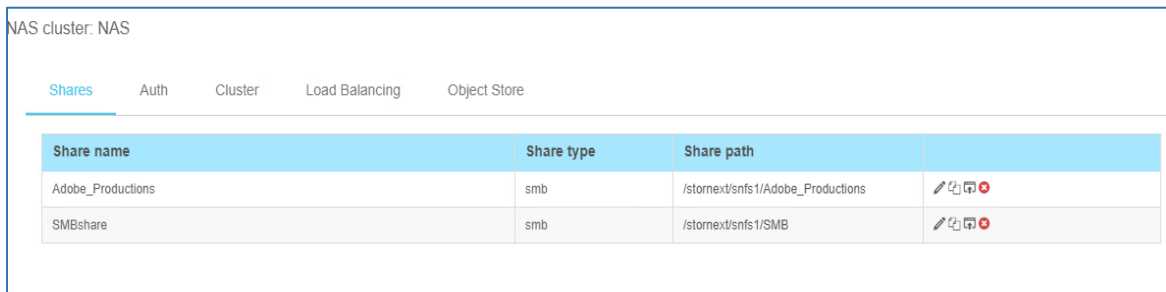 NAS cluster: NAS
Shares Auth Cluster Load Balancing Object Store
Share name Share type Share path
Adobe_Productions smb /stornext/snfs1/Adobe_Productions
SMBshare smb /stornext/snfs1/SMB